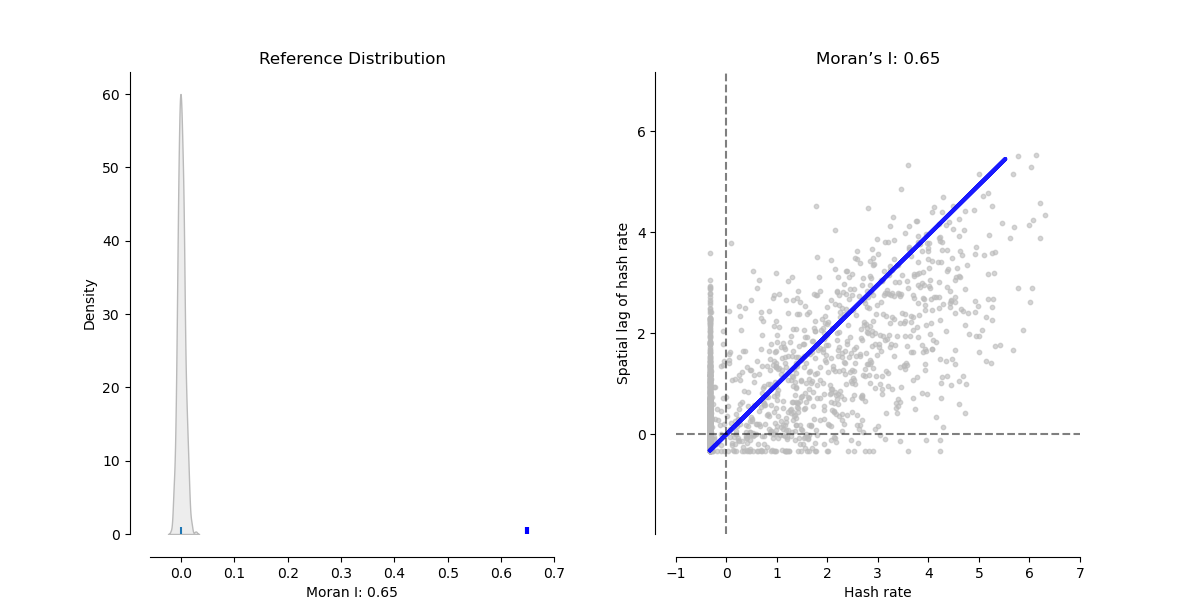 Reference Distribution
60
50
40
30
20
10
0
Density
0.0 0.1 0.2 0.3 0.4 0.5 0.6 0.7
Moran I: 0.65
Moran’s I: 0.65
6
4
2
0
Spatial lag of hash rate
−1 0 1 2 3 4 5 6 7
Hash rate